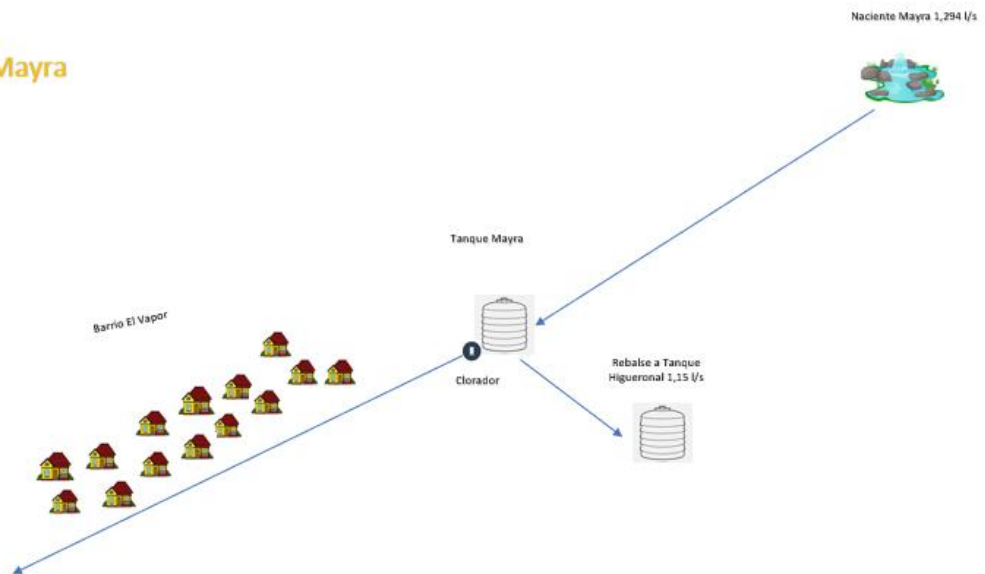 Naciente Mayra 1,294 l/s
Mayra
Tanque Mayra
Barrio El Vapor
Rebalse a Tanque
Higueronal 1,15 l/s
Clorador